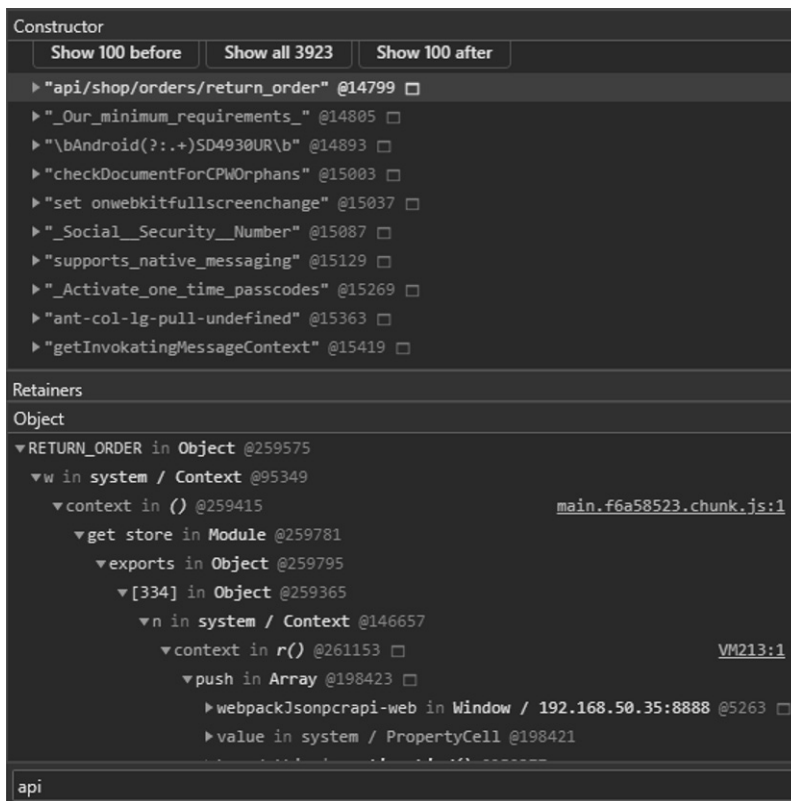 Constructor
Show 100 before Show all 3923 Show 100 after
"api/shop/orders/return_order" @14799
"_Our_minimum_requirements_" @14805
"\bAndroid(?:.+)SD4930UR\b" @14893
"checkDocumentForCPWOrphans" @15003
"set onwebkitfullscreenchange" @15037
"_Social__Security__Number" @15087
"supports_native_messaging" @15129
"_Activate_one_time_passcodes" @15269
"ant-col-lg-pull-undefined" @15363
"getInvokatingMessageContext" @15419
Retainers
Object
RETURN_ORDER in Object @259575
w in system / Context @95349
context in () @259415 main.f6a58523.chunk.js:1
get store in Module @259781
exports in Object @259795
[334] in Object @259365
n in system / Context @146657
context in r() @261153 VM213:1
push in Array @198423
webpackJsonpcrapi-web in Window / 192.168.50.35:8888 @5263
value in system / PropertyCell @198421
api